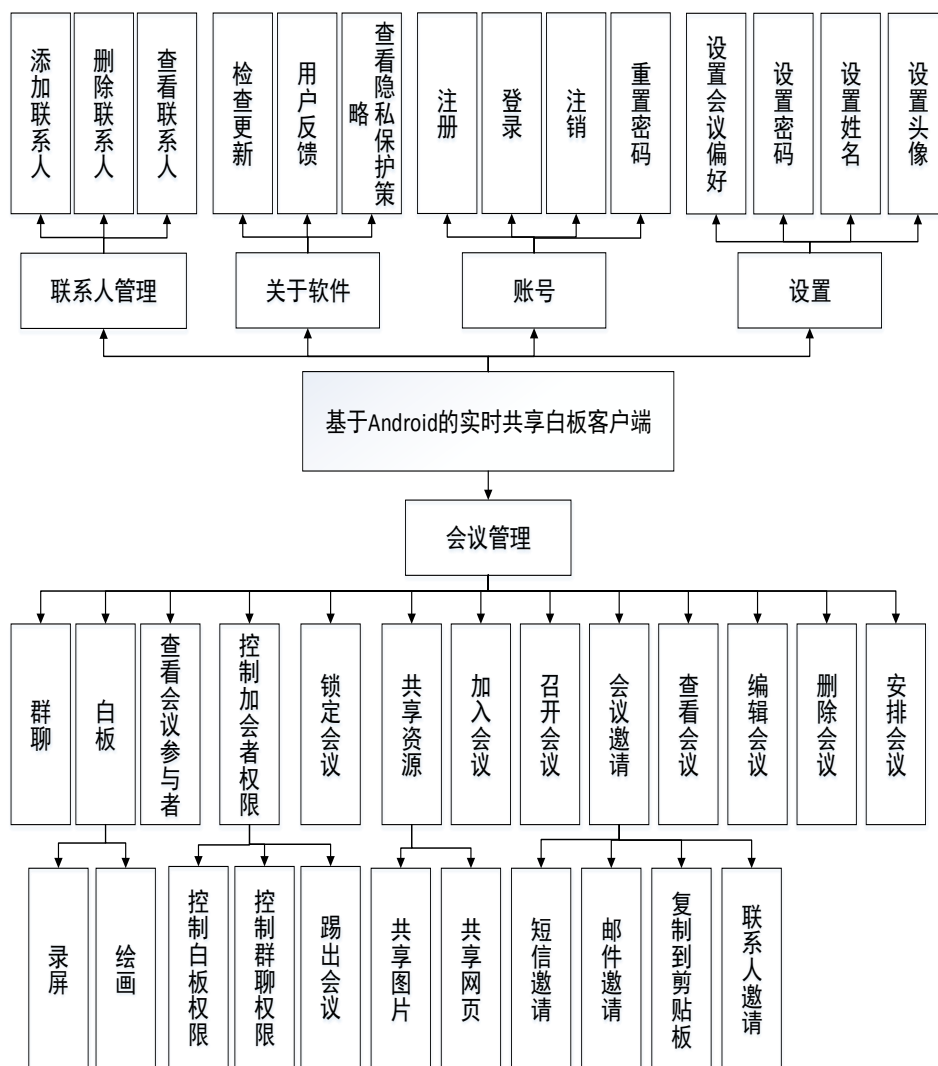 添加联系人
删除联系人
查看联系人
检查更新
用户反馈
查看隐私保护策
略
注册
登录
注销
重置密码
设置会议偏好
设置密码
设置姓名
设置头像
联系人管理
关于软件
账号
设置
基于Android的实时共享白板客户端
会议管理
群聊
白板
查看会议参与者
控制加会者权限
锁定会议
共享资源
加入会议
召开会议
会议邀请
查看会议
编辑会议
删除会议
安排会议
录屏
绘画
控制白板权限
控制群聊权限
踢出会议
共享图片
共享网页
短信邀请
邮件邀请
复制到剪贴板
联系人邀请